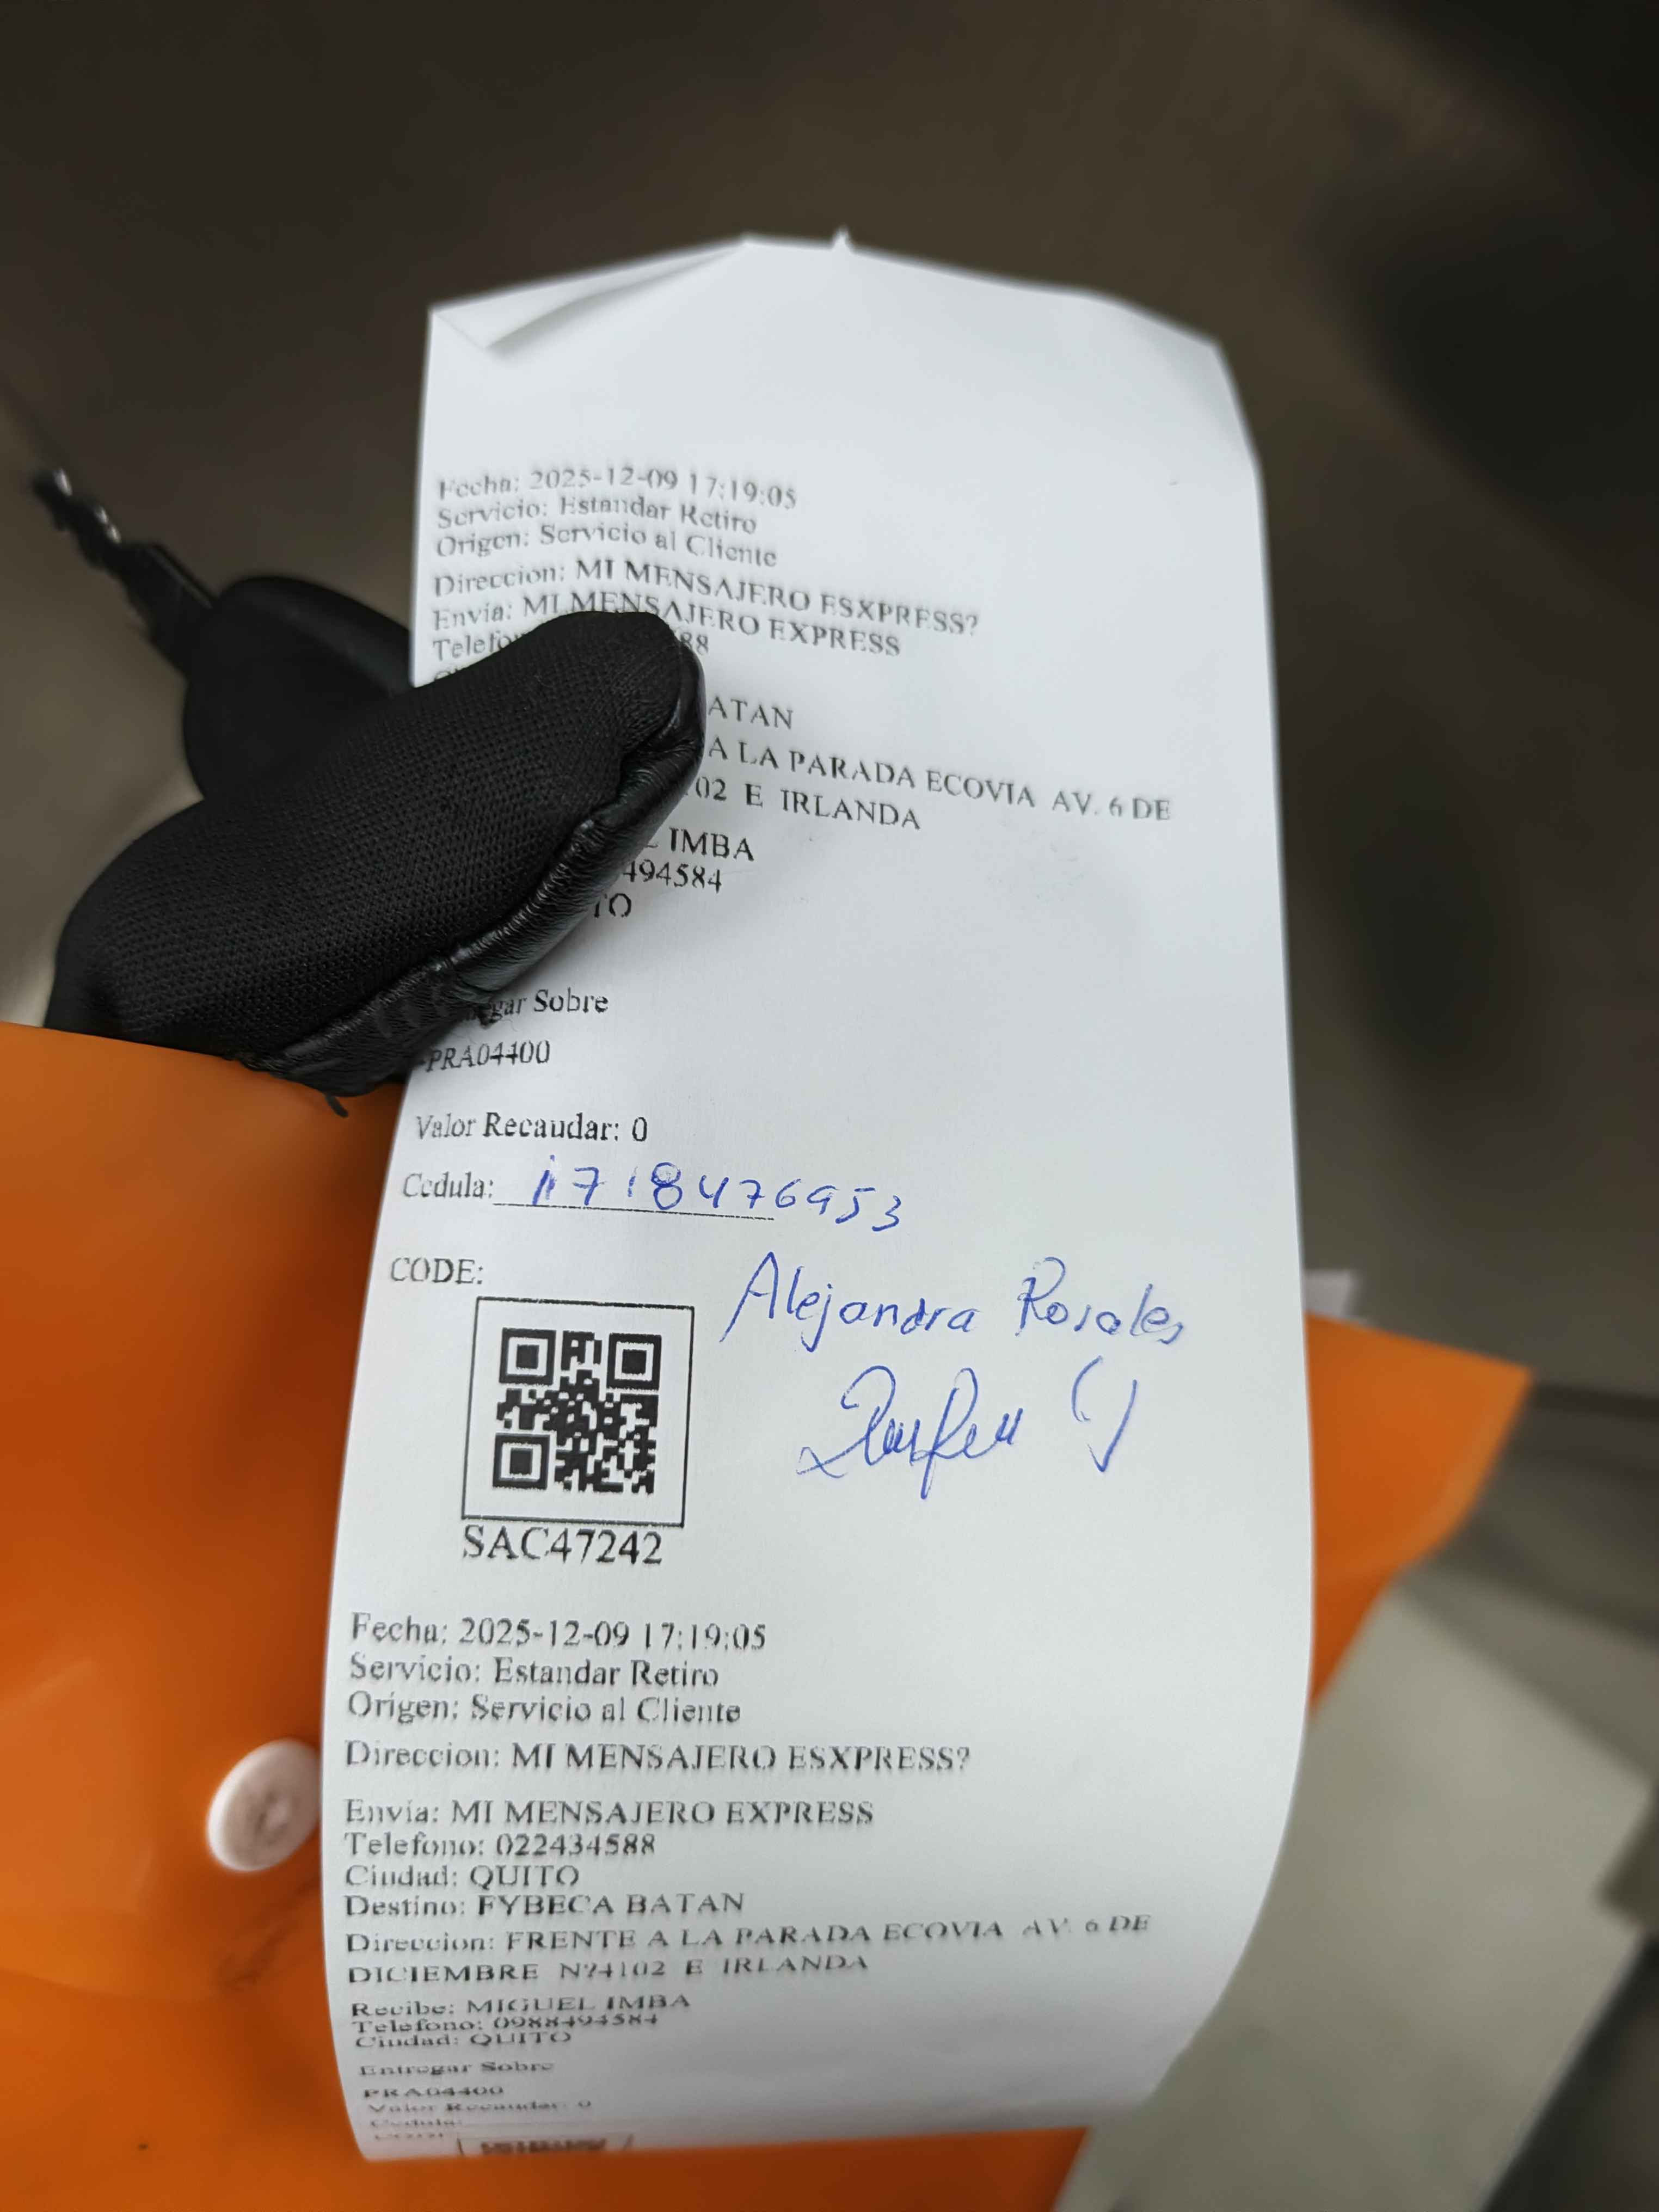 Fecha: 2025-12-09 17:19:05
Servicio: Estandar Retiro
Origen: Servicio al Cliente
Direccion: MI MENSAJERO ESXPRESS?
Envia: MI MENSAJERO EXPRESS
88
ATAN
A LA PARADA ECOVIA AV. 6 DE
02 E IRLANDA
IMBA
494584
TO
gar Sobre
PRA04400
Valor Recaudar: 0
Cedula: 1718476953
CODE:
Alejandra Rosales
SAC47242
Fecha: 2025-12-09 17:19:05
Servicio: Estandar Retiro
Origen: Servicio al Cliente
Direccion: MI MENSAJERO ESXPRESS?
Envia: MI MENSAJERO EXPRESS
Telefono: 022434588
Ciudad: QUITO
Destino: FYBECA BATAN
Direccion: FRENTE A LA PARADA ECOVIA AV. 6 DE
DICIEMBRE N?4102 E IRLANDA
Recibe: MIGUEL IMBA
Telefono: 0988494584
Ciudad: QUITO
Entregar Sobre
PRA04400
Valor Recaudar: 0
Cedula: